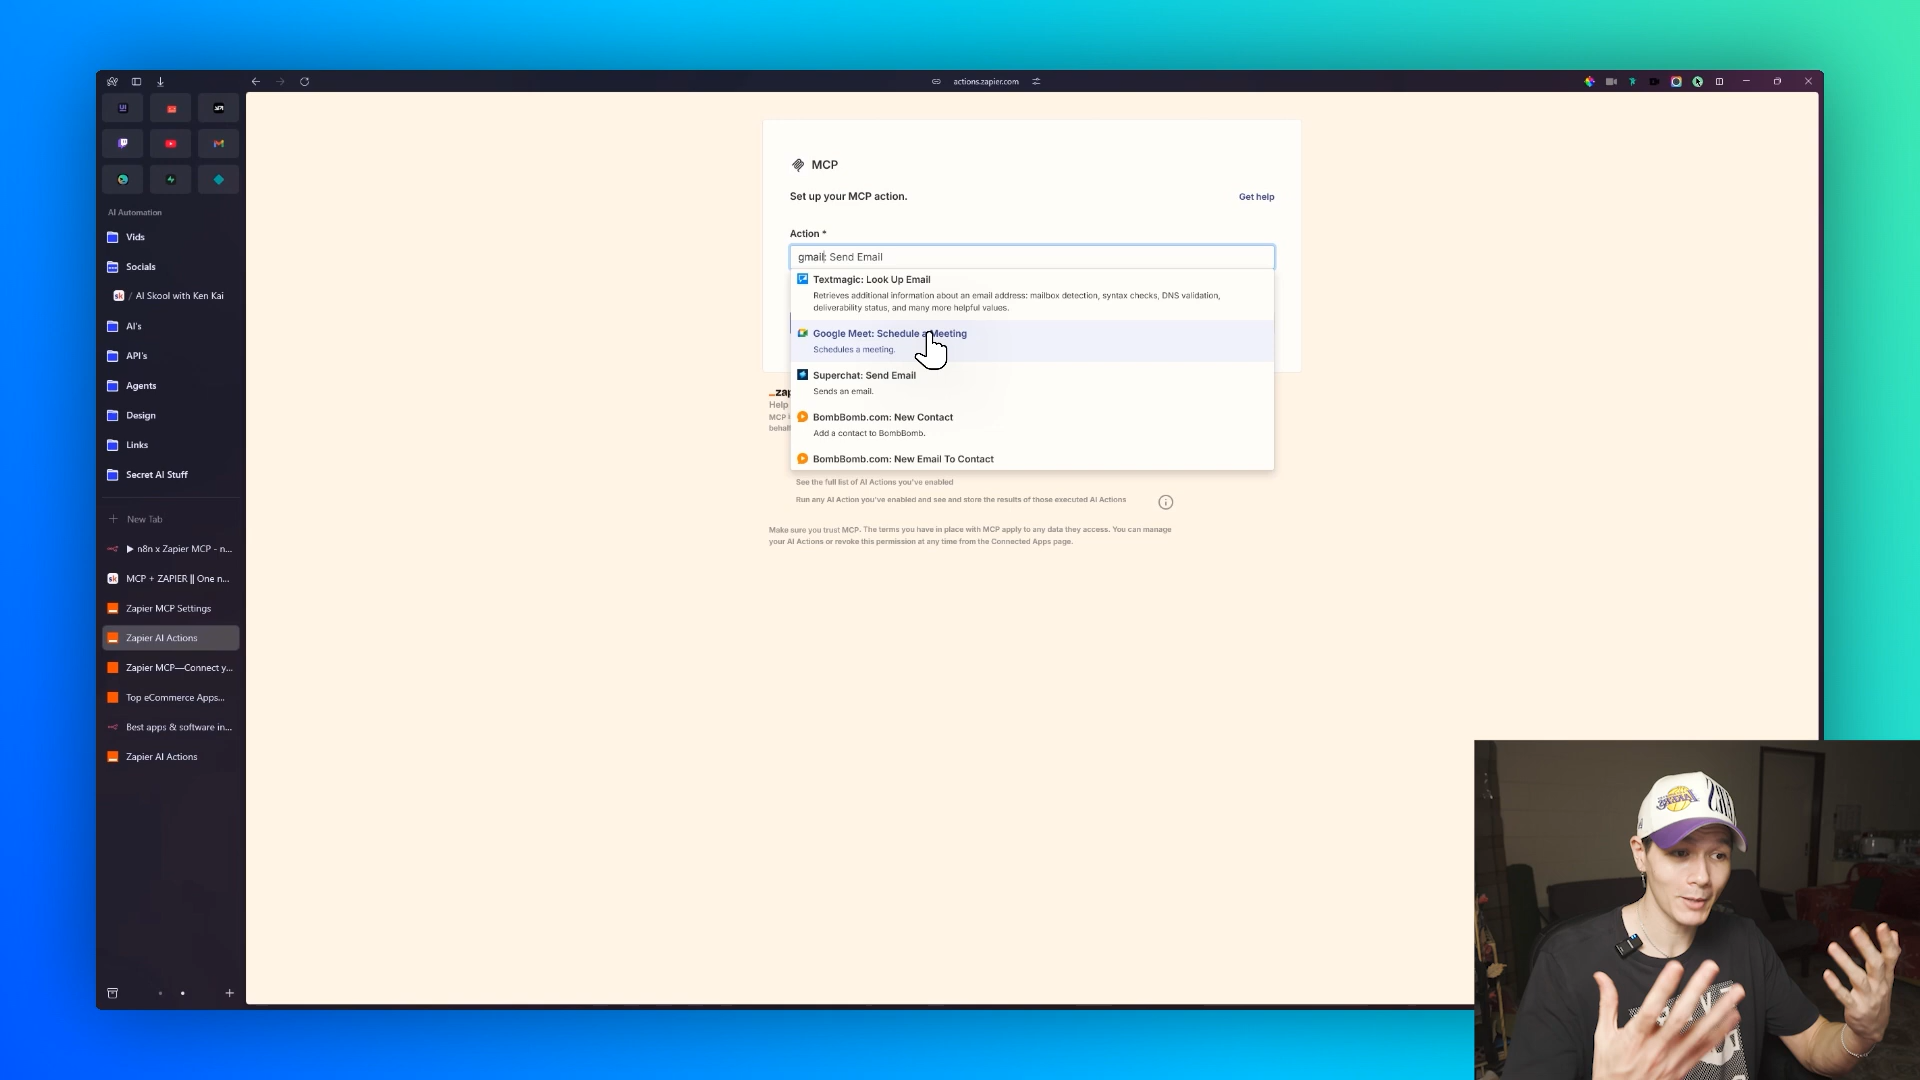 actions.zapier.com
AI Automation
Vids
Socials
sk / AI Skool with Ken Kai
AI's
API's
Agents
Design
Links
Secret AI Stuff
New Tab
n8n x Zapier MCP - n...
sk MCP + ZAPIER || One n...
Zapier MCP Settings
Zapier AI Actions
Zapier MCP—Connect y...
Top eCommerce Apps...
Best apps & software in...
Zapier AI Actions
MCP
Set up your MCP action.
Get help
Action *
gmail: Send Email
Textmagic: Look Up Email
Retrieves additional information about an email address: mailbox detection, syntax checks, DNS validation,
deliverability status, and many more helpful values.
Google Meet: Schedule a Meeting
Schedules a meeting.
Superchat: Send Email
Sends an email.
BombBomb.com: New Contact
Add a contact to BombBomb.
BombBomb.com: New Email To Contact
_zap
Help
MCP
behal
See the full list of AI Actions you've enabled
Run any AI Action you've enabled and see and store the results of those executed AI Actions
Make sure you trust MCP. The terms you have in place with MCP apply to any data they access. You can manage
your AI Actions or revoke this permission at any time from the Connected Apps page.